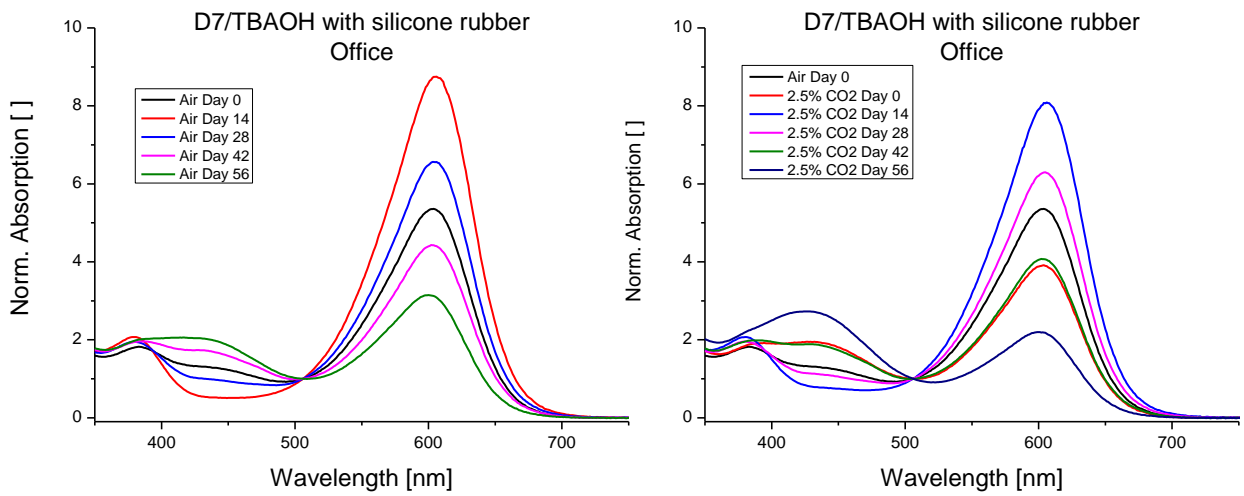 D7/TBAOH with silicone rubber
Office
Air Day 0
Air Day 14
Air Day 28
Air Day 42
Air Day 56
Norm. Absorption [ ]
10
8
6
4
2
0
400
500
600
700
Wavelength [nm]
D7/TBAOH with silicone rubber
Office
Air Day 0
2.5% CO2 Day 0
2.5% CO2 Day 14
2.5% CO2 Day 28
2.5% CO2 Day 42
2.5% CO2 Day 56
Norm. Absorption [ ]
10
8
6
4
2
0
400
500
600
700
Wavelength [nm]